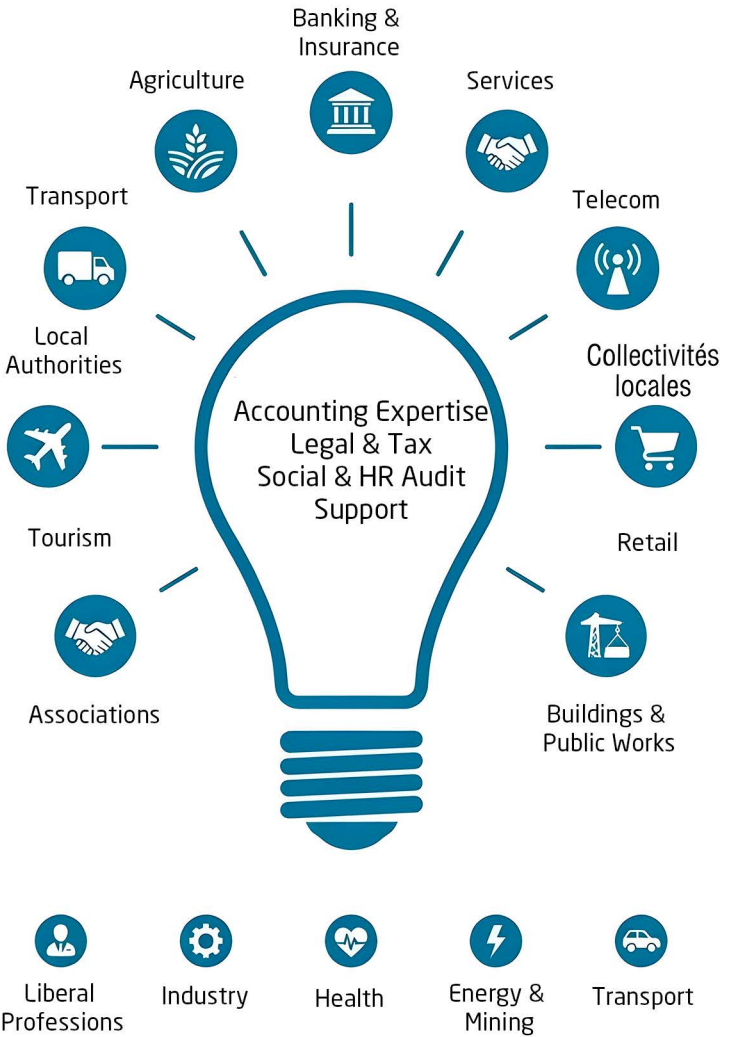 Banking &
Insurance
Agriculture
Services
Transport
Telecom
Local
Authorities
Collectivités
locales
Accounting Expertise
Legal & Tax
Social & HR Audit
Support
Tourism
Retail
Associations
Buildings &
Public Works
Liberal
Professions
Industry
Health
Energy &
Mining
Transport